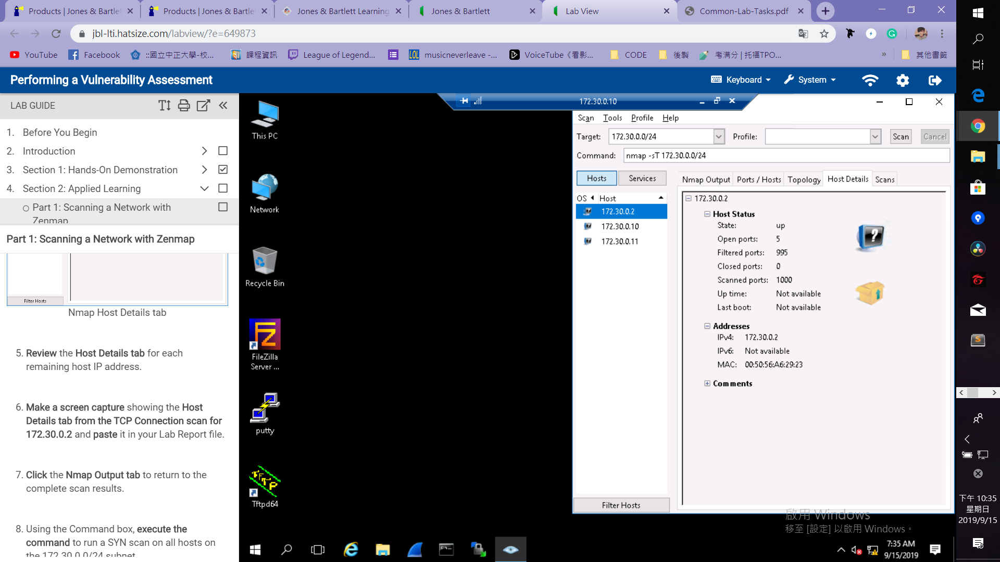 Products | Jones & Bartlet
Products | Jones & Bartlet
Jones & Bartlett Learning
Jones & Bartlett
Lab View
Common-Lab-Tasks.pdf
jbl-lti.hatsize.com/labview/?e=649873
YouTube
Facebook
::國立中正大學-校...
課程資訊
League of Legend...
musicneverleave -...
VoiceTube《看影...
CODE
後製
考满分 | 托福TPO...
»
其他書籤
Performing a Vulnerability Assessment
Keyboard
System
LAB GUIDE
1. Before You Begin
2. Introduction
3. Section 1: Hands-On Demonstration
4. Section 2: Applied Learning
Part 1: Scanning a Network with
Zenmap
Part 1: Scanning a Network with Zenmap
Filter Hosts
Nmap Host Details tab
5. Review the Host Details tab for each
remaining host IP address.
6. Make a screen capture showing the Host
Details tab from the TCP Connection scan for
172.30.0.2 and paste it in your Lab Report file.
7. Click the Nmap Output tab to return to the
complete scan results.
8. Using the Command box, execute the
command to run a SYN scan on all hosts on
the 172.30.0.0/24 subnet
This PC
Network
Recycle Bin
FileZilla
Server ...
putty
Tftpd64
172.30.0.10
Scan Tools Profile Help
Target: 172.30.0.0/24 Profile: Scan Cancel
Command: nmap -sT 172.30.0.0/24
Hosts Services
Nmap Output Ports / Hosts Topology Host Details Scans
OS Host
172.30.0.2
172.30.0.10
172.30.0.11
Filter Hosts
172.30.0.2
Host Status
State: up
Open ports: 5
Filtered ports: 995
Closed ports: 0
Scanned ports: 1000
Up time: Not available
Last boot: Not available
Addresses
IPv4: 172.30.0.2
IPv6: Not available
MAC: 00:50:56:A6:29:23
Comments
啟用 Windows
移至 [設定] 以啟用 Windows。
7:35 AM
9/15/2019
下午 10:35
星期日
2019/9/15